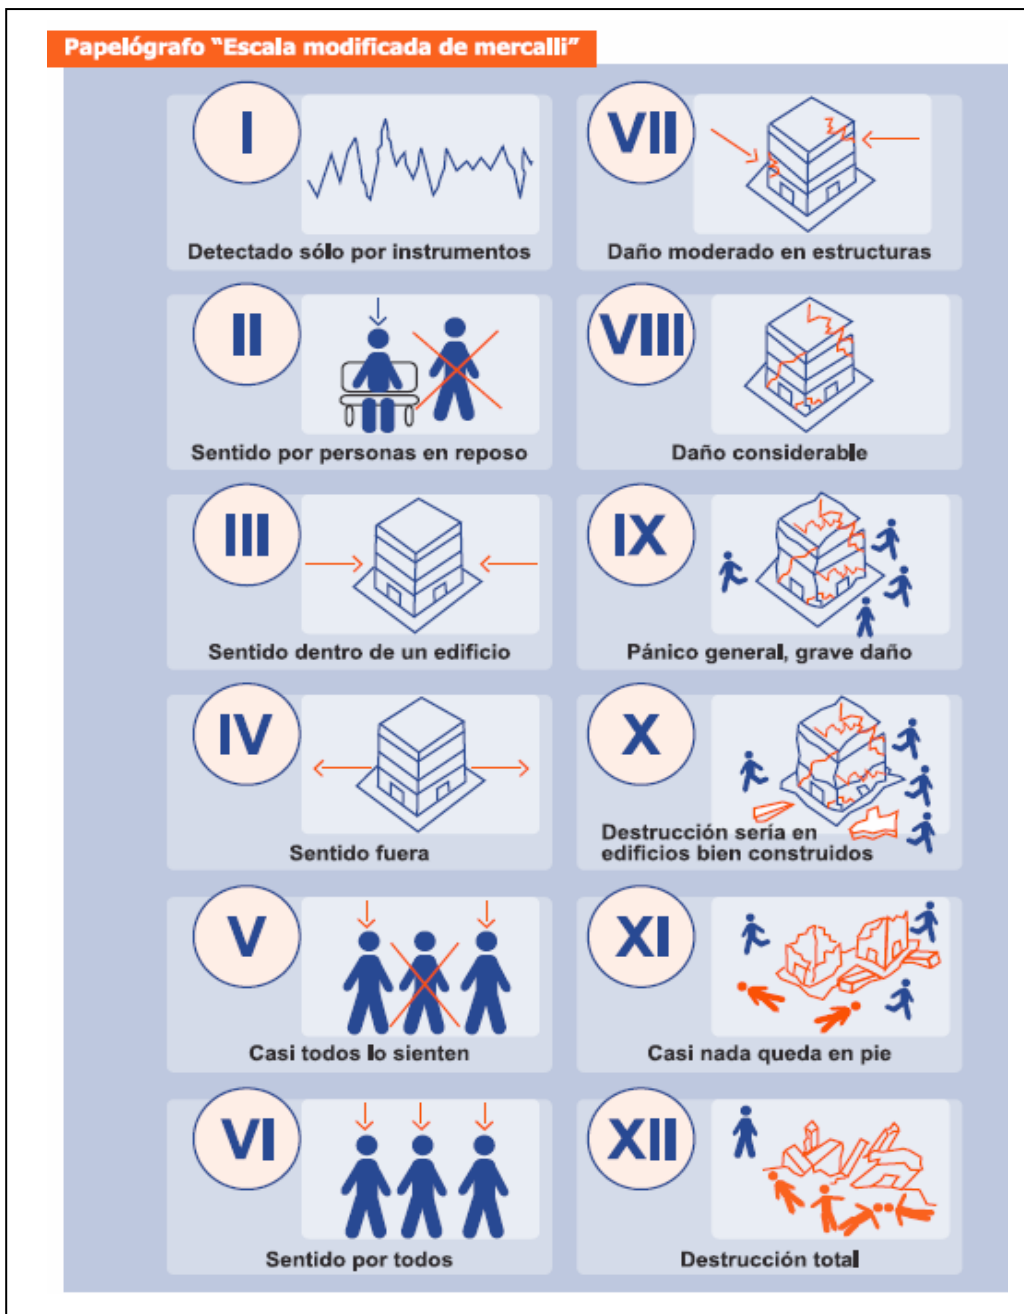 Papelógrafo "Escala modificada de mercalli"
I
Detectado sólo por instrumentos
II
Sentido por personas en reposo
III
Sentido dentro de un edificio
IV
Sentido fuera
V
Casi todos lo sienten
VI
Sentido por todos
VII
Daño moderado en estructuras
VIII
Daño considerable
IX
Pánico general, grave daño
X
Destrucción sería en
edificios bien construidos
XI
Casi nada queda en pie
XII
Destrucción total